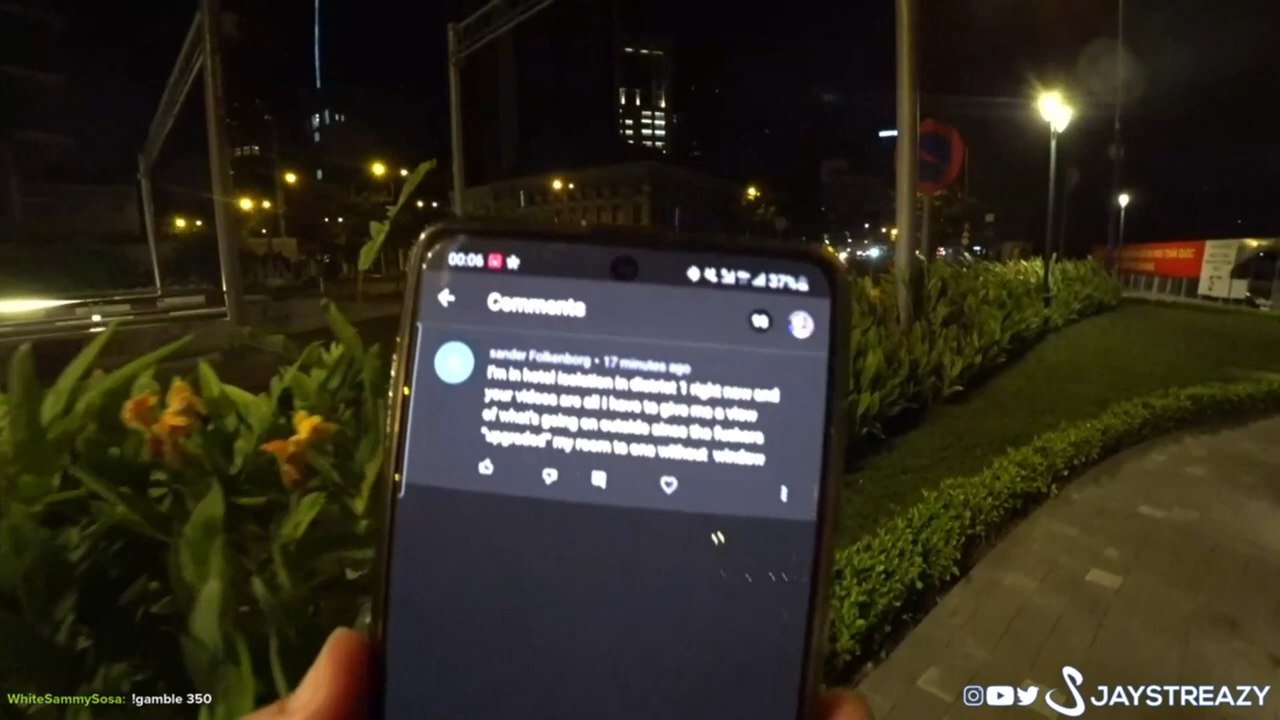 00:06
37%
Comments
sander Folkenborg • 17 minutes ago
I'm in hotel isolation in district 1 right now and
your videos are all I have to give me a view
of what's going on outside since the fuckers
"upgraded" my room to one without window
WhiteSammySosa: !gamble 350
JAYSTREAZY